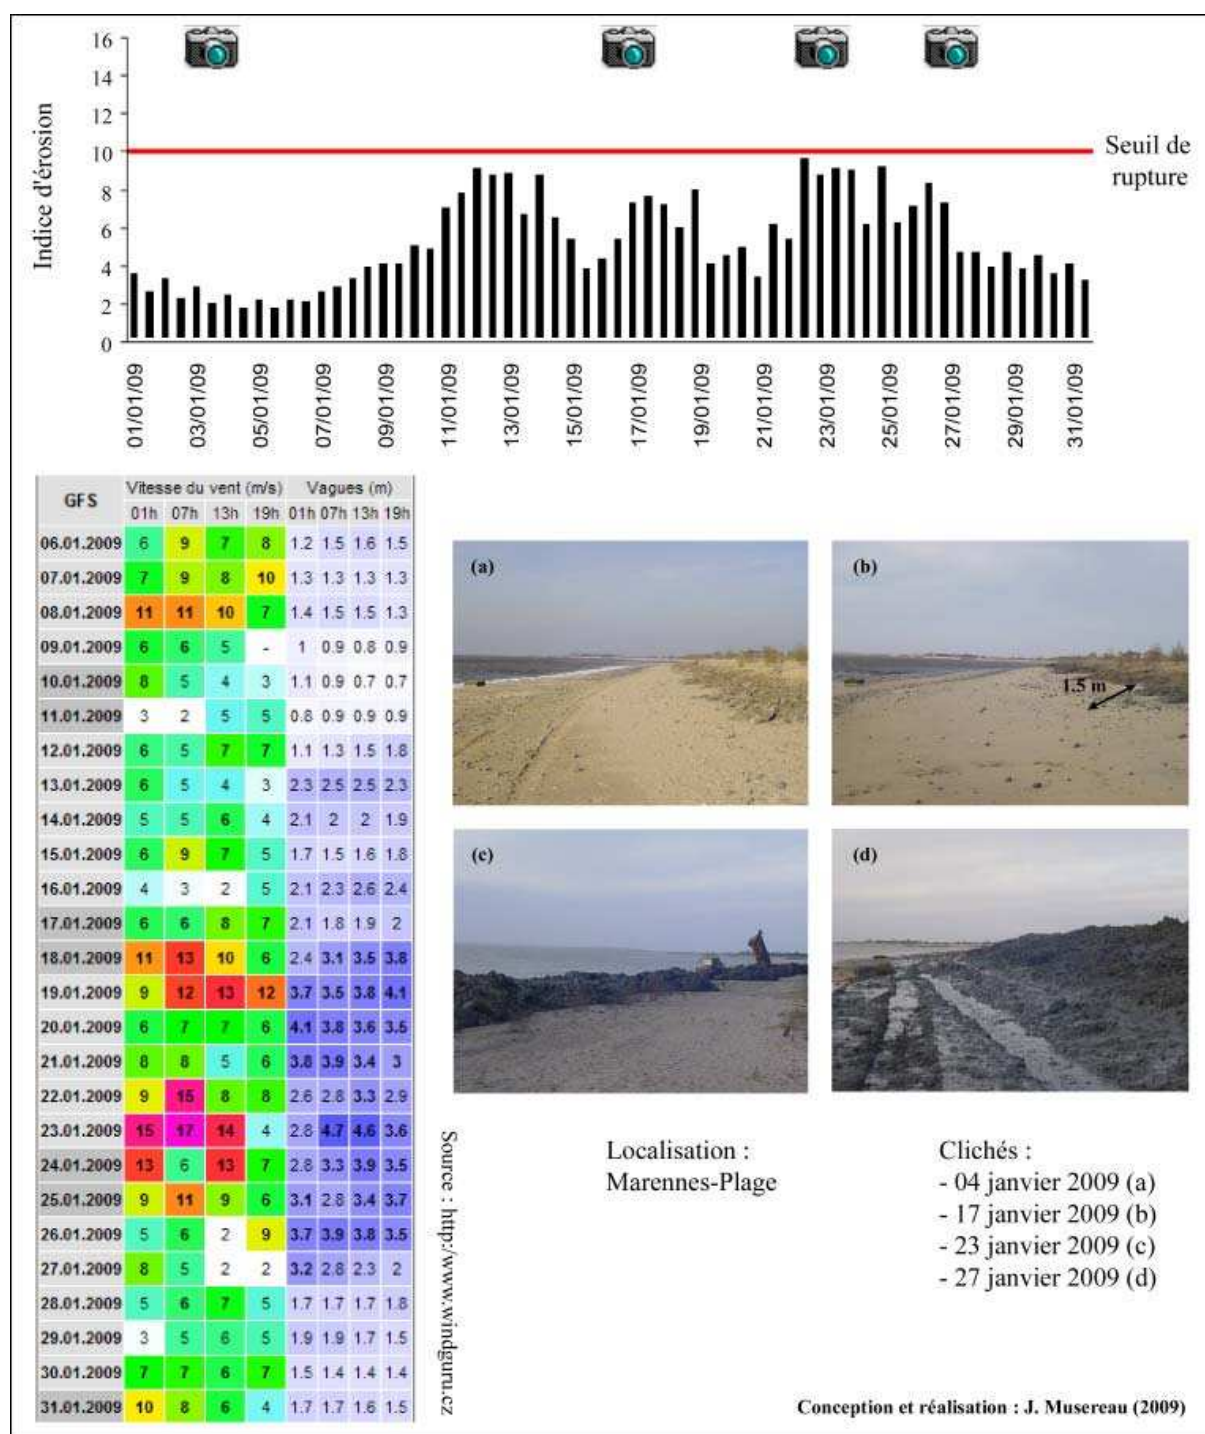 16
14
12
10
8
6
4
2
0
Indice d'érosion
Seuil de
rupture
01/01/09
03/01/09
05/01/09
07/01/09
09/01/09
11/01/09
13/01/09
15/01/09
17/01/09
19/01/09
21/01/09
23/01/09
25/01/09
27/01/09
29/01/09
31/01/09
GFS Vitesse du vent (m/s) Vagues (m)
01h 07h 13h 19h 01h 07h 13h 19h
06.01.2009 6 9 7 8 1.2 1.5 1.6 1.5
07.01.2009 7 9 8 10 1.3 1.3 1.3 1.3
08.01.2009 11 11 10 7 1.4 1.5 1.5 1.3
09.01.2009 6 6 5 - 1 0.9 0.8 0.9
10.01.2009 8 5 4 3 1.1 0.9 0.7 0.7
11.01.2009 3 2 5 5 0.8 0.9 0.9 0.9
12.01.2009 6 5 7 7 1.1 1.3 1.5 1.8
13.01.2009 6 5 4 3 2.3 2.5 2.5 2.3
14.01.2009 5 5 6 4 2.1 2 2 1.9
15.01.2009 6 9 7 5 1.7 1.5 1.6 1.8
16.01.2009 4 3 2 5 2.1 2.3 2.6 2.4
17.01.2009 6 6 8 7 2.1 1.8 1.9 2
18.01.2009 11 13 10 6 2.4 3.1 3.5 3.8
19.01.2009 9 12 13 12 3.7 3.5 3.8 4.1
20.01.2009 6 7 7 6 4.1 3.8 3.6 3.5
21.01.2009 8 8 5 6 3.8 3.9 3.4 3
22.01.2009 9 15 8 8 2.6 2.8 3.3 2.9
23.01.2009 15 17 14 4 2.8 4.7 4.6 3.6
24.01.2009 13 6 13 7 2.8 3.3 3.9 3.5
25.01.2009 9 11 9 6 3.1 2.8 3.4 3.7
26.01.2009 5 6 2 9 3.7 3.9 3.8 3.5
27.01.2009 8 5 2 2 3.2 2.8 2.3 2
28.01.2009 5 6 7 5 1.7 1.7 1.7 1.8
29.01.2009 3 5 6 5 1.9 1.9 1.7 1.5
30.01.2009 7 7 6 7 1.5 1.4 1.4 1.4
31.01.2009 10 8 6 4 1.7 1.7 1.6 1.5
Source : http:/www.windguru.cz
(a)
(b)
1.5 m
(c)
(d)
Localisation :
Marennes-Plage
Clichés :
- 04 janvier 2009 (a)
- 17 janvier 2009 (b)
- 23 janvier 2009 (c)
- 27 janvier 2009 (d)
Conception et réalisation : J. Musereau (2009)